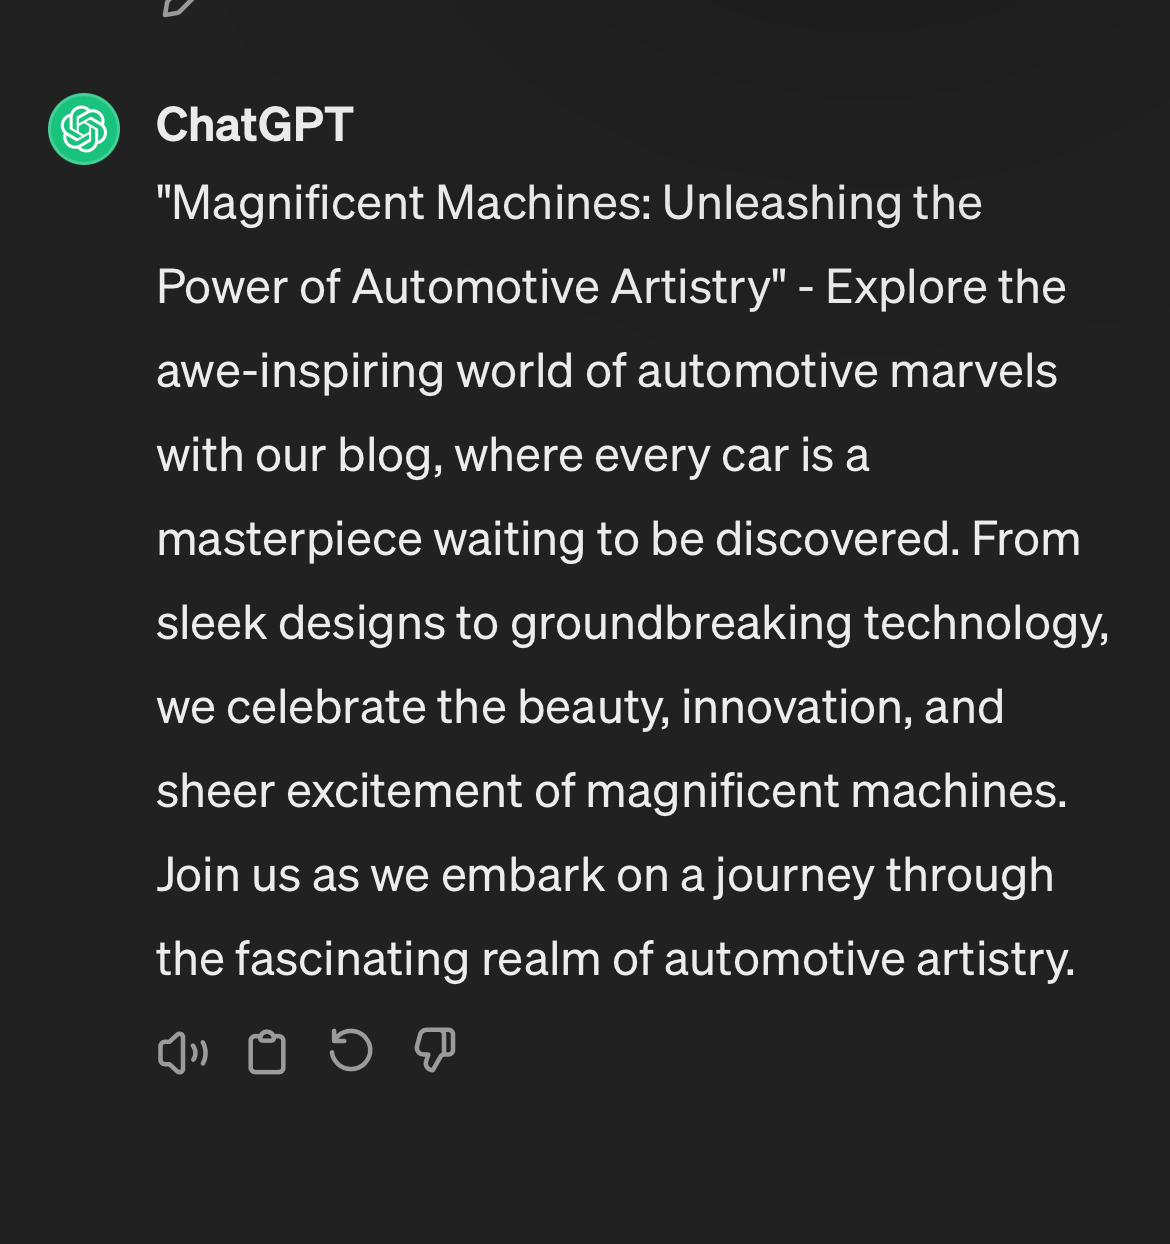 ChatGPT
"Magnificent Machines: Unleashing the
Power of Automotive Artistry" - Explore the
awe-inspiring world of automotive marvels
with our blog, where every car is a
masterpiece waiting to be discovered. From
sleek designs to groundbreaking technology,
we celebrate the beauty, innovation, and
sheer excitement of magnificent machines.
Join us as we embark on a journey through
the fascinating realm of automotive artistry.